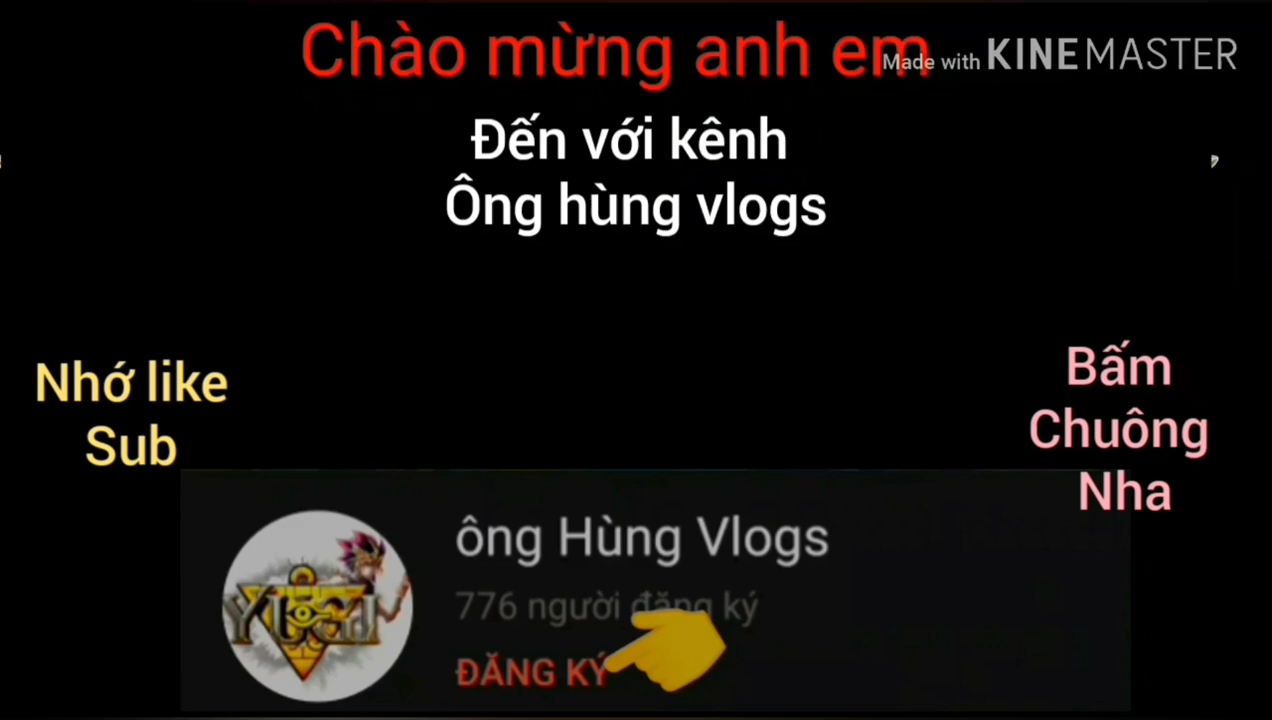 Chào mừng anh em
Made with KINEMASTER
Đến với kênh
Ông hùng vlogs
Nhớ like
Sub
Bấm
Chuông
Nha
ông Hùng Vlogs
776 người đăng ký
ĐĂNG KÝ
YUGI